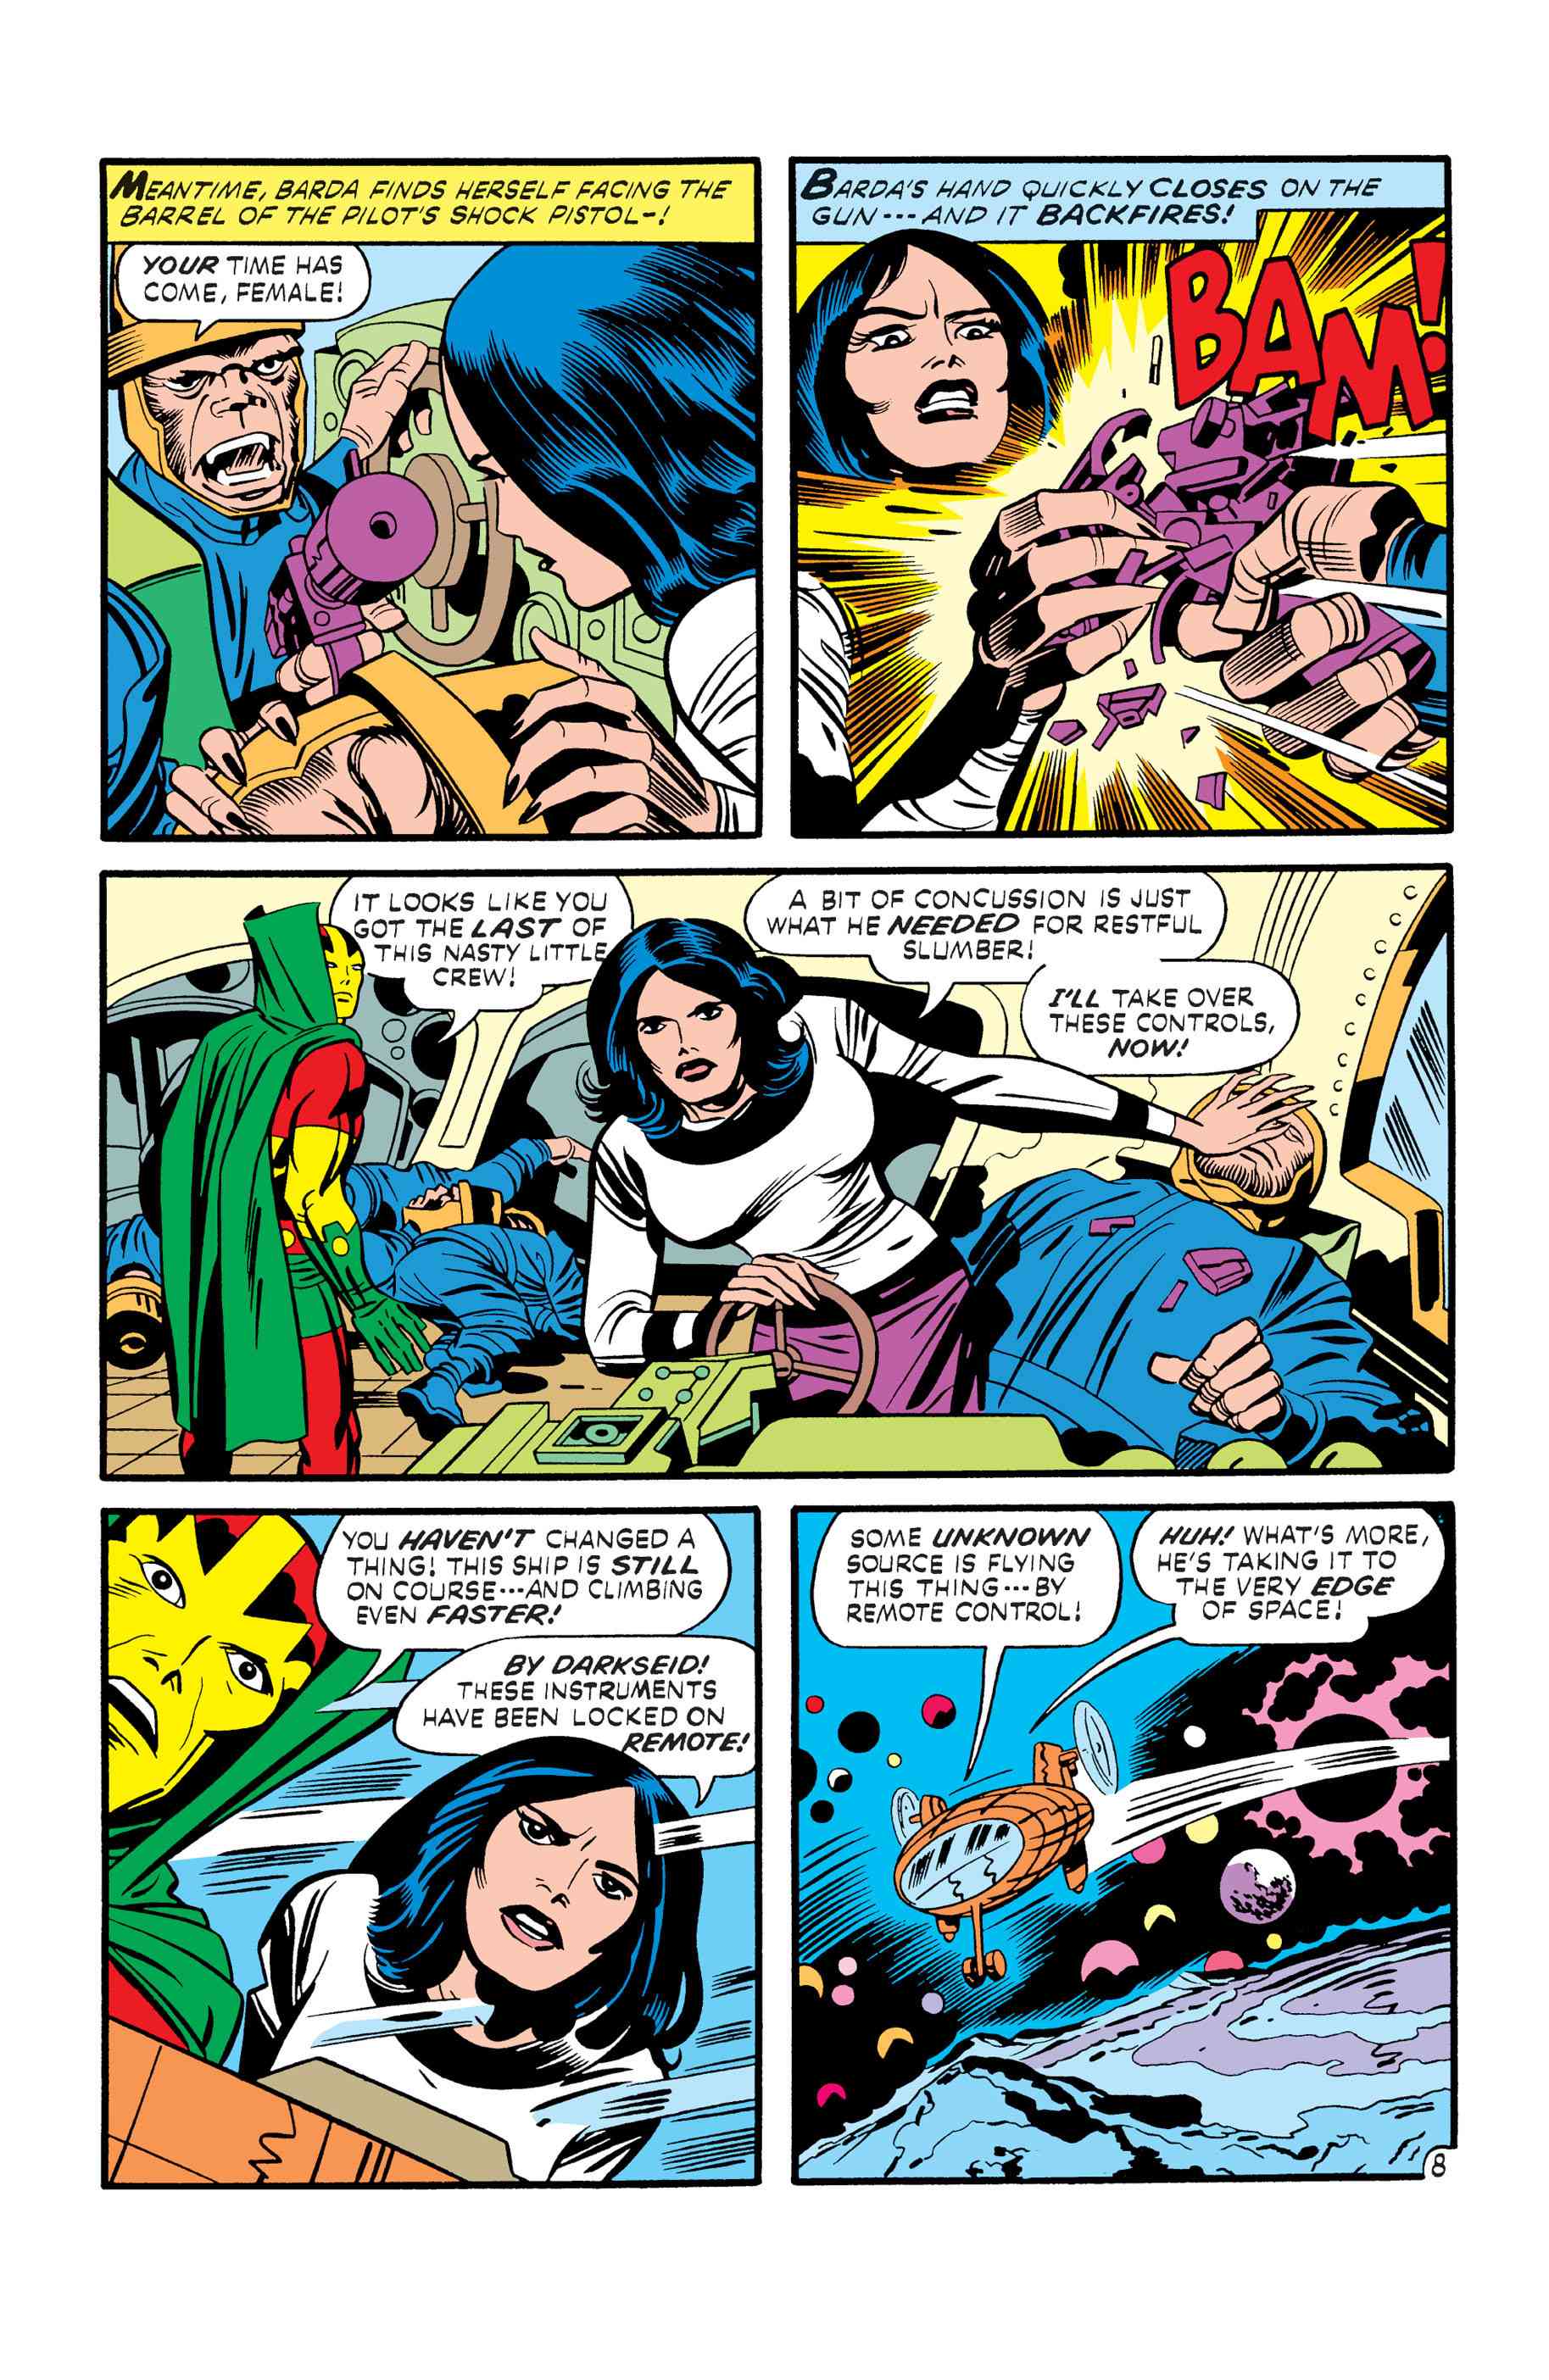 MEANTIME, BARDA FINDS HERSELF FACING THE
BARREL OF THE PILOT'S SHOCK PISTOL-!
YOUR TIME HAS
COME, FEMALE!
BARDA'S HAND QUICKLY CLOSES ON THE
GUN---AND IT BACKFIRES!
BAM!
IT LOOKS LIKE YOU
GOT THE LAST OF
THIS NASTY LITTLE
CREW!
A BIT OF CONCUSSION IS JUST
WHAT HE NEEDED FOR RESTFUL
SLUMBER!
I'LL TAKE OVER
THESE CONTROLS,
NOW!
YOU HAVEN'T CHANGED A
THING! THIS SHIP IS STILL
ON COURSE---AND CLIMBING
EVEN FASTER!
BY DARKSEID!
THESE INSTRUMENTS
HAVE BEEN LOCKED ON
REMOTE!
SOME UNKNOWN
SOURCE IS FLYING
THIS THING---BY
REMOTE CONTROL!
HUH! WHAT'S MORE,
HE'S TAKING IT TO
THE VERY EDGE
OF SPACE!
8